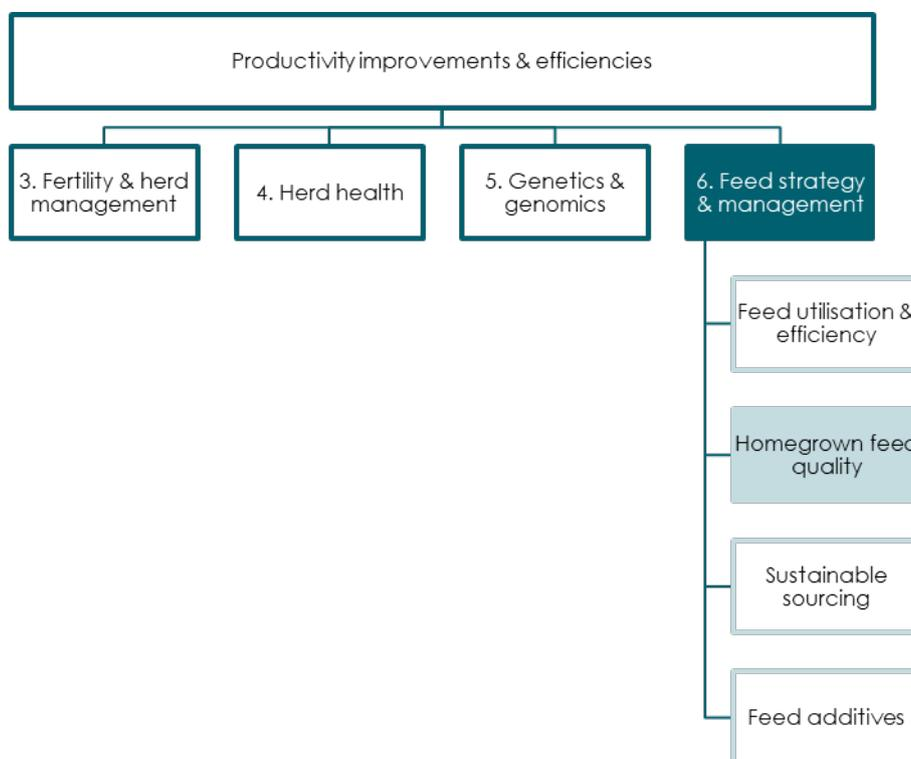 Productivity improvements & efficiencies
3. Fertility & herd
management
4. Herd health
5. Genetics &
genomics
6. Feed strategy
& management
Feed utilisation &
efficiency
Homegrown feed
quality
Sustainable
sourcing
Feed additives